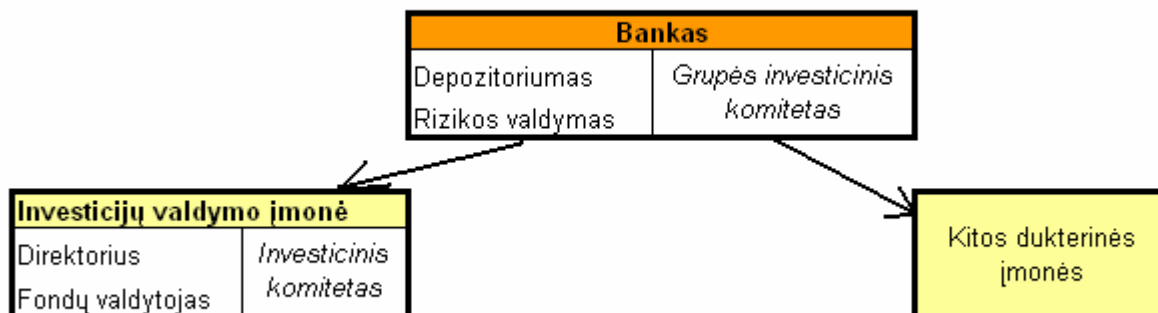 Bankas
Depozitoriumas
Rizikos valdymas
Grupės investicinis
komitetas
Investicijų valdymo įmonė
Direktorius
Fondų valdytojas
Investicinis
komitetas
Kitos dukterinės
įmonės